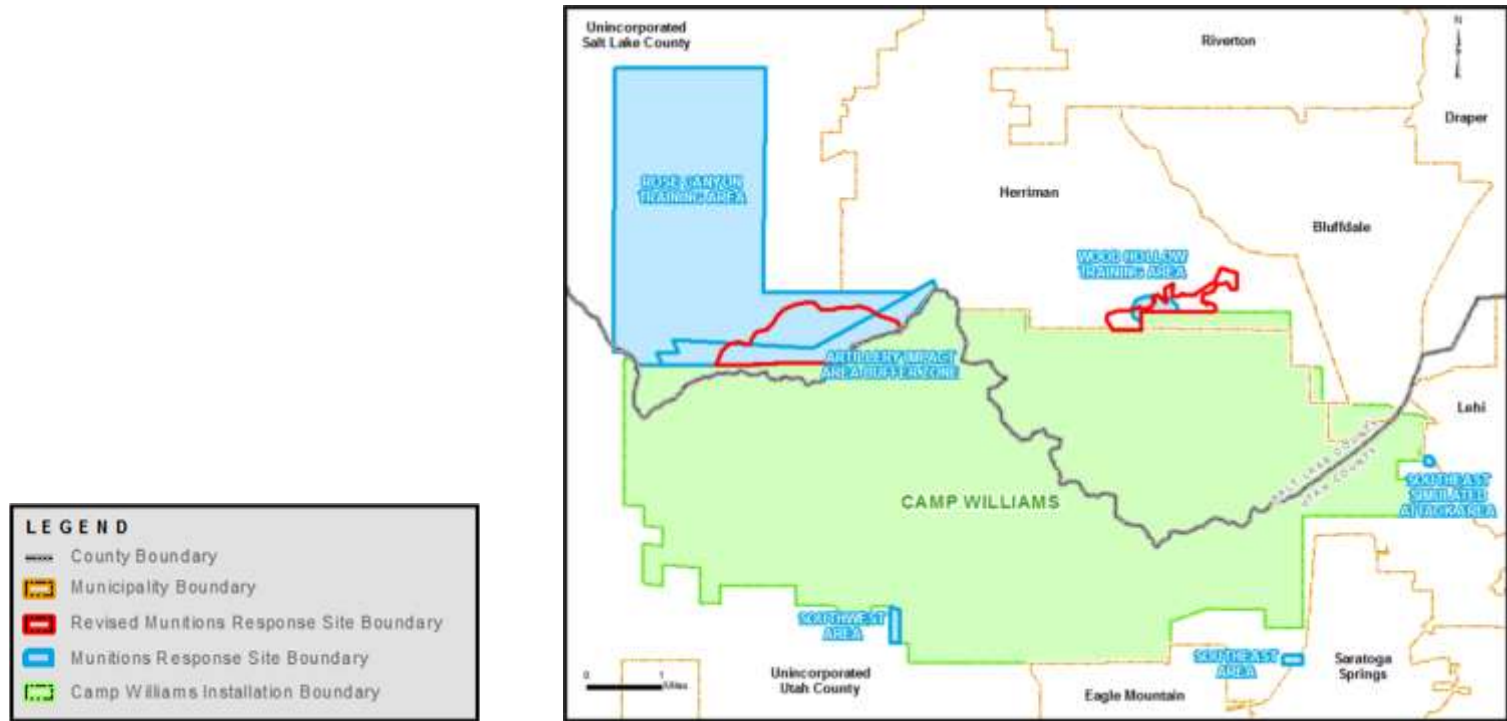 LEGEND
County Boundary
Municipality Boundary
Revised Munitions Response Site Boundary
Munitions Response Site Boundary
Camp Williams Installation Boundary
Unincorporated
Salt Lake County
Riverton
N
Draper
ROSE CANYON
TRAINING AREA
Herriman
Bluffdale
WOOD HOLLOW
TRAINING AREA
ARTILLERY IMPACT
AREA BUFFER ZONE
Lehi
SALT LAKE COUNTY
UTAH COUNTY
SOUTHEAST
SIMULATED
ATTACK AREA
CAMP WILLIAMS
SOUTHWEST
AREA
SOUTHEAST
AREA
Saratoga
Springs
Unincorporated
Utah County
Eagle Mountain
0 1
Miles